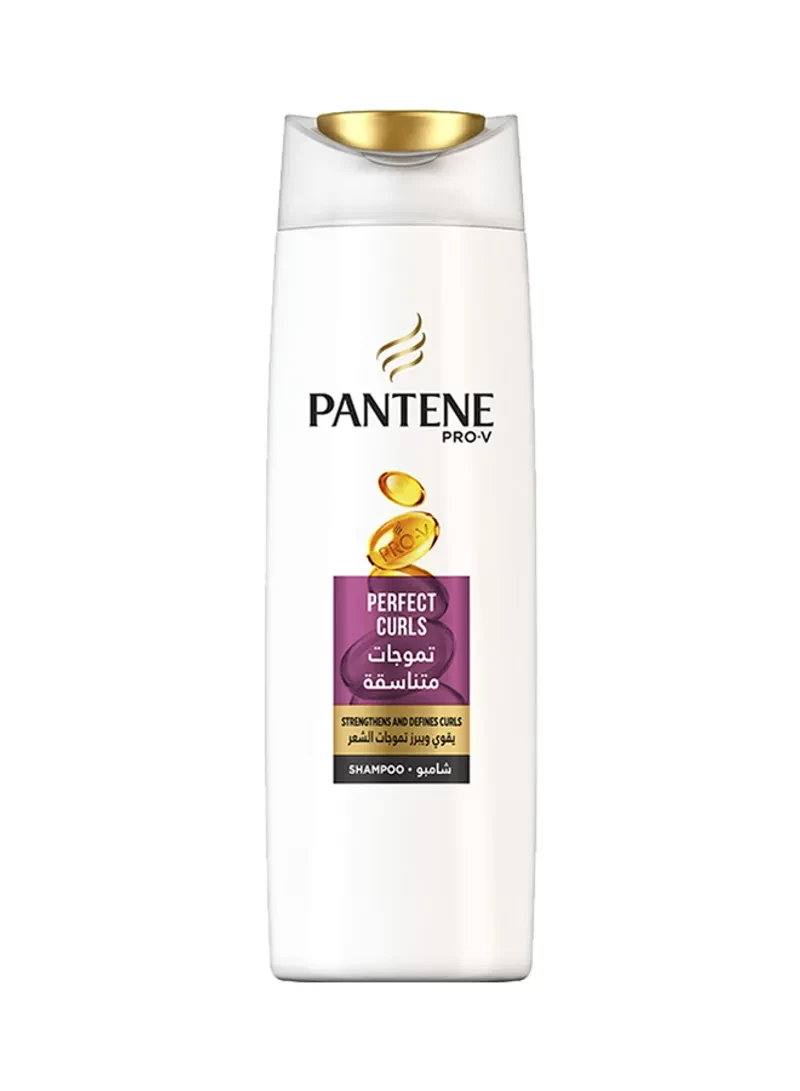 PANTENE
PRO-V
PRO-V
PERFECT
CURLS
تموجات
متناسقة
STRENGTHENS AND DEFINES CURLS
يقوي ويبرز تموجات الشعر
SHAMPOO • شامبو